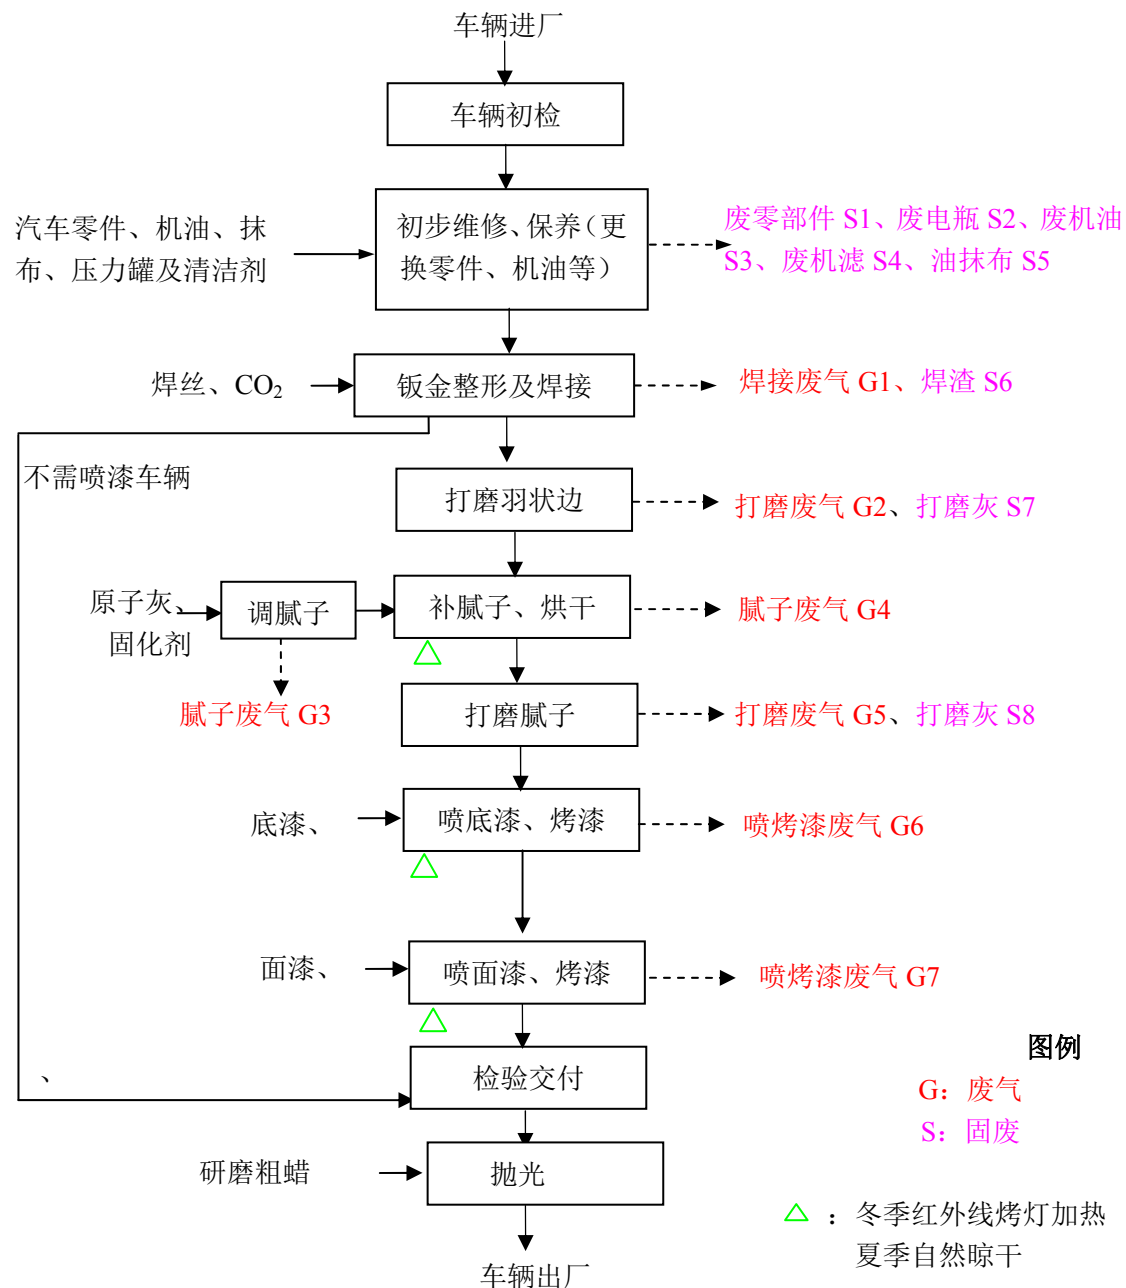 车辆进厂
车辆初检
汽车零件、机油、抹
布、压力罐及清洁剂
初步维修、保养（更
换零件、机油等）
废零部件 S1、废电瓶 S2、废机油
S3、废机滤 S4、油抹布 S5
焊丝、CO₂
钣金整形及焊接
焊接废气 G1、焊渣 S6
不需喷漆车辆
打磨羽状边
打磨废气 G2、打磨灰 S7
原子灰、
固化剂
调腻子
补腻子、烘干
腻子废气 G4
腻子废气 G3
打磨腻子
打磨废气 G5、打磨灰 S8
底漆、
喷底漆、烤漆
喷烤漆废气 G6
面漆、
喷面漆、烤漆
喷烤漆废气 G7
、
检验交付
研磨粗蜡
抛光
车辆出厂
图例
G：废气
S：固废
：冬季红外线烤灯加热
夏季自然晾干